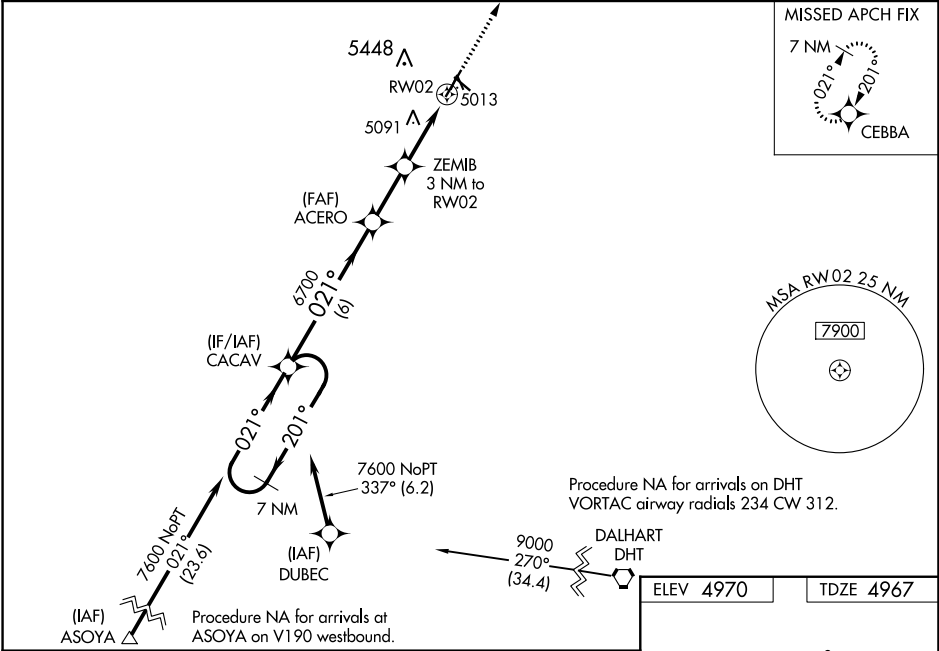 MISSED APCH FIX
7 NM
021°
201°
CEBBA
5448
RW02
5013
5091
ZEMIB
3 NM to
RW02
(FAF)
ACERO
6700
021°
(6)
(IF/IAF)
CACAV
021°
201°
7 NM
MSA RW02 25 NM
7900
7600 NoPT
337° (6.2)
(IAF)
DUBEC
7600 NoPT
021°
(23.6)
(IAF)
ASOYA
Procedure NA for arrivals at
ASOYA on V190 westbound.
Procedure NA for arrivals on DHT
VORTAC airway radials 234 CW 312.
9000
270°
(34.4)
DALHART
DHT
ELEV 4970
TDZE 4967